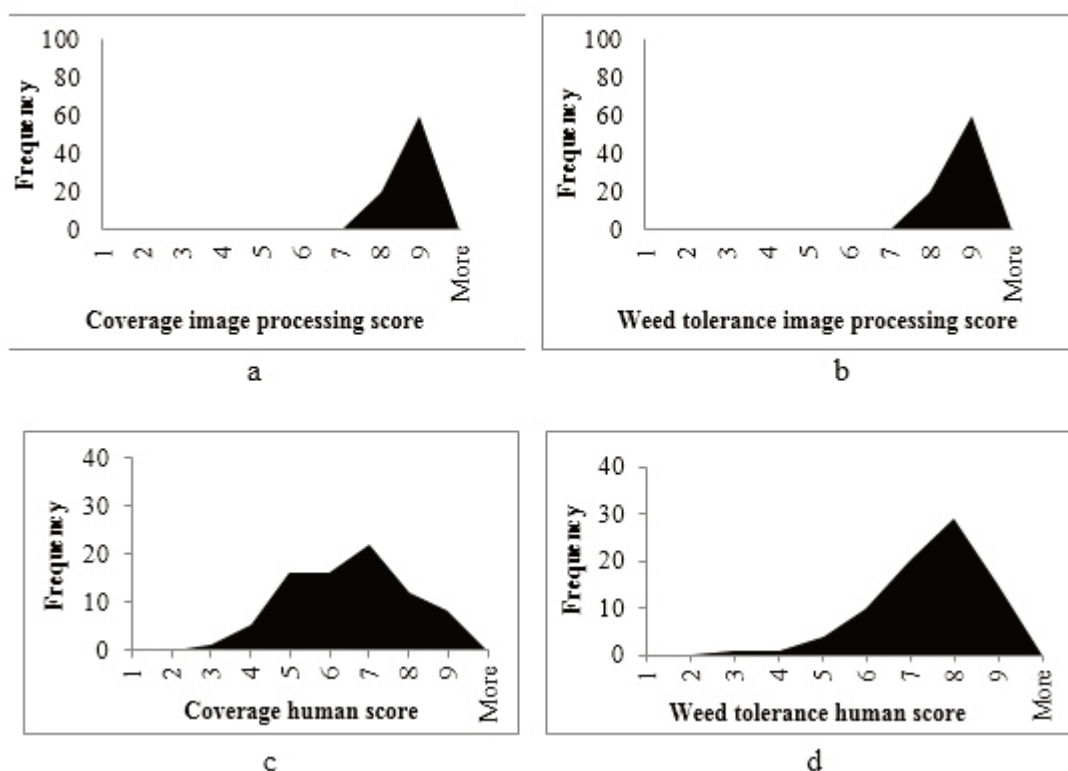 100
80
60
40
20
0
Frequency
1 2 3 4 5 6 7 8 9 More
Coverage image processing score
a
100
80
60
40
20
0
Frequency
1 2 3 4 5 6 7 8 9 More
Weed tolerance image processing score
b
40
30
20
10
0
Frequency
1 2 3 4 5 6 7 8 9 More
Coverage human score
c
40
30
20
10
0
Frequency
1 2 3 4 5 6 7 8 9 More
Weed tolerance human score
d